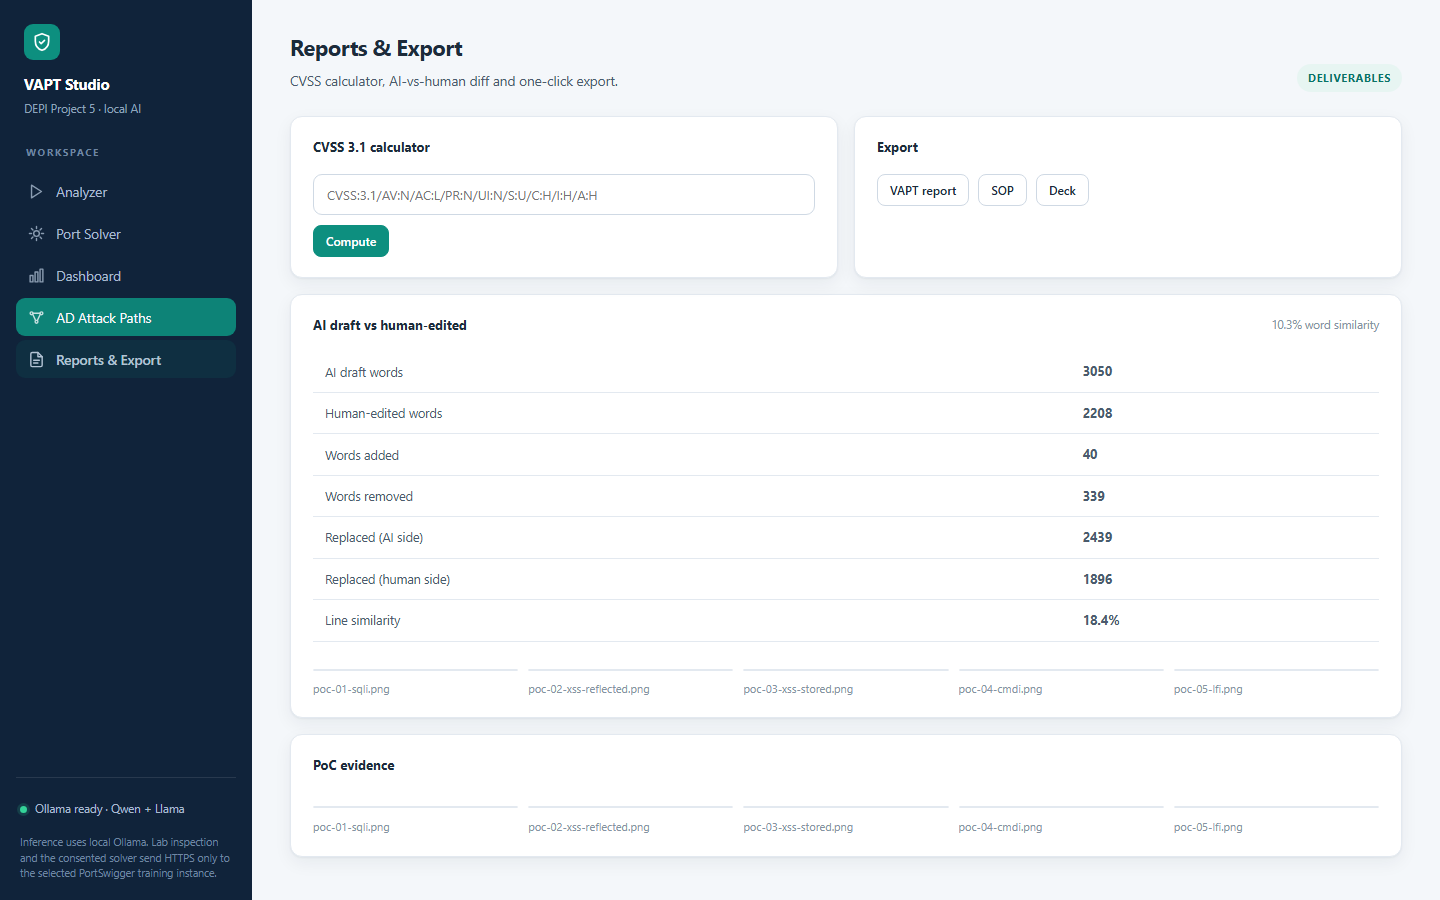 VAPT Studio
DEPI Project 5 · local AI
WORKSPACE
Analyzer
Port Solver
Dashboard
AD Attack Paths
Reports & Export
Ollama ready · Qwen + Llama
Inference uses local Ollama. Lab inspection
and the consented solver send HTTPS only to
the selected PortSwigger training instance.
Reports & Export
CVSS calculator, AI-vs-human diff and one-click export.
DELIVERABLES
CVSS 3.1 calculator
CVSS:3.1/AV:N/AC:L/PR:N/UI:N/S:U/C:H/I:H/A:H
Compute
Export
VAPT report SOP Deck
AI draft vs human-edited 10.3% word similarity
AI draft words 3050
Human-edited words 2208
Words added 40
Words removed 339
Replaced (AI side) 2439
Replaced (human side) 1896
Line similarity 18.4%
poc-01-sqli.png poc-02-xss-reflected.png poc-03-xss-stored.png poc-04-cmdi.png poc-05-lfi.png
PoC evidence
poc-01-sqli.png poc-02-xss-reflected.png poc-03-xss-stored.png poc-04-cmdi.png poc-05-lfi.png